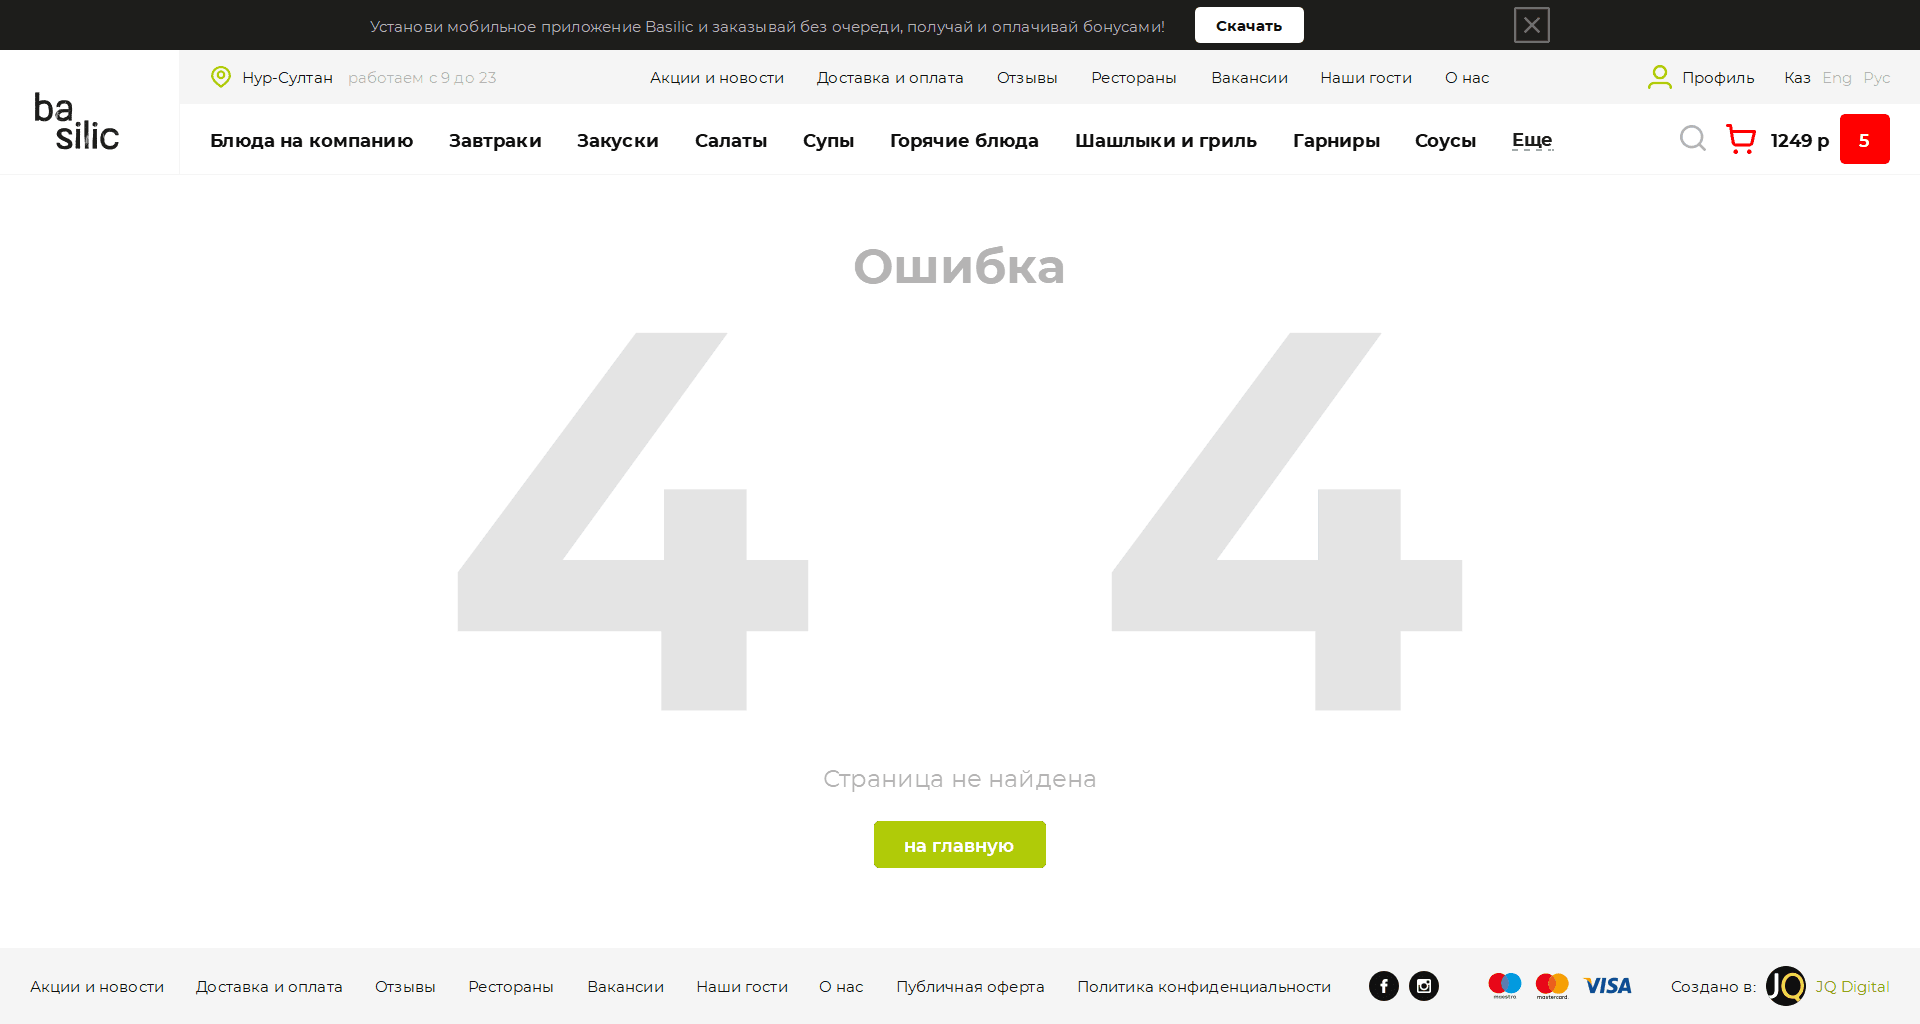 Установи мобильное приложение Basilic и заказывай без очереди, получай и оплачивай бонусами!
Скачать
ba
silic
Нур-Султан работаем с 9 до 23
Акции и новости Доставка и оплата Отзывы Рестораны Вакансии Наши гости О нас
Профиль Каз Eng Рус
Блюда на компанию Завтраки Закуски Салаты Супы Горячие блюда Шашлыки и гриль Гарниры Соусы Еще
1249 р 5
Ошибка
4 4
Страница не найдена
на главную
Акции и новости Доставка и оплата Отзывы Рестораны Вакансии Наши гости О нас Публичная оферта Политика конфиденциальности
maestro mastercard. VISA
Создано в: JQ JQ Digital